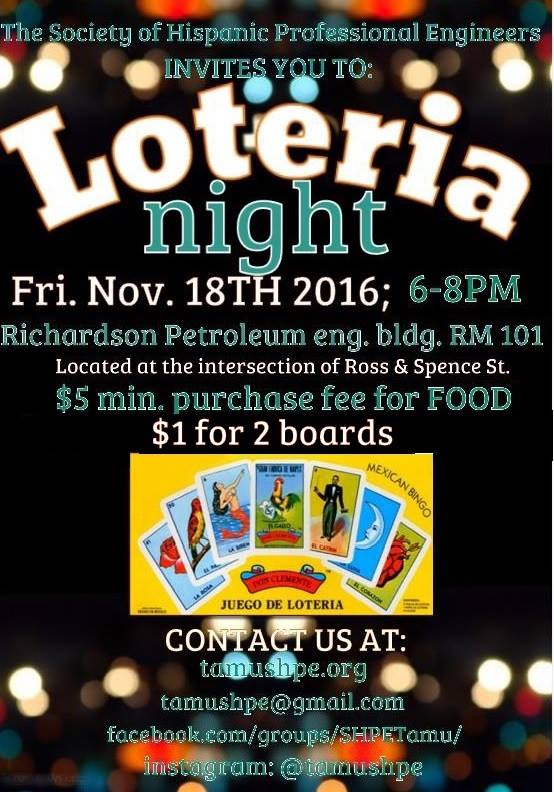 The Society of Hispanic Professional Engineers
INVITES YOU TO:
Loteria
night
Fri. Nov. 18TH 2016; 6-8PM
Richardson Petroleum eng. bldg. RM 101
Located at the intersection of Ross & Spence St.
$5 min. purchase fee for FOOD
$1 for 2 boards
MEXICAN BINGO
EL GALLO
LA ROSA
EL CATRIN
EL CORAZON
DON CLEMENTE
JUEGO DE LOTERIA
CONTACT US AT:
tamushpe.org
tamushpe@gmail.com
facebook.com/groups/SHPETamu/
instagram: @tamushpe